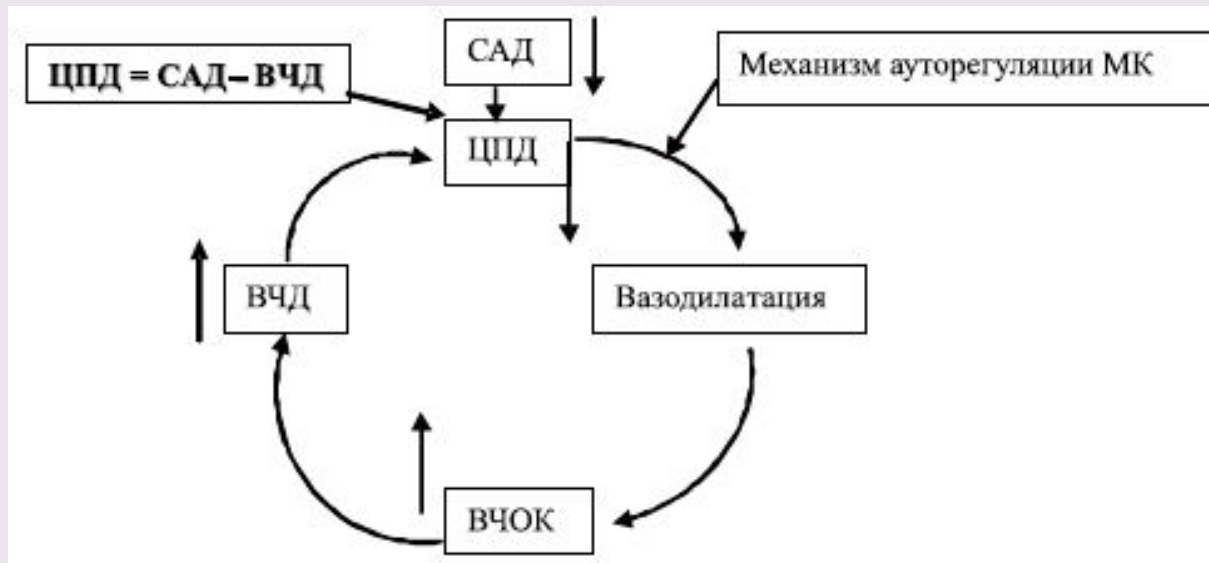 САД
ЦПД = САД– ВЧД
Механизм ауторегуляции МК
ЦПД
ВЧД
Вазодилатация
ВЧОК